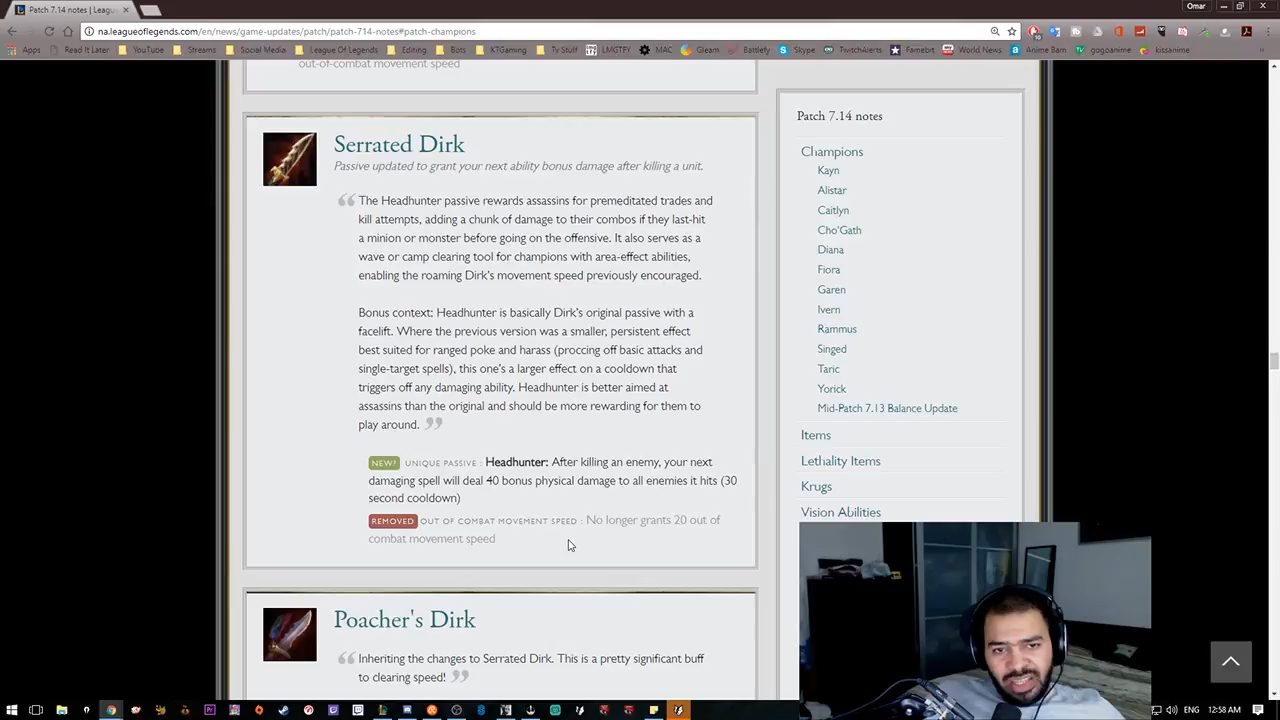 Patch 7.14 notes | Leagu
Omar
na.leagueoflegends.com/en/news/game-updates/patch/patch-714-notes#patch-champions
Apps Read It Later YouTube Streams Social Media League Of Legends Editing Bots KTGaming Tv Stuff LMGTFY MAC Gleam Battlefy Skype TwitchAlerts Famebit World News Anime Bam gogoanime kissanime
out-of-combat movement speed
Serrated Dirk
Passive updated to grant your next ability bonus damage after killing a unit.
The Headhunter passive rewards assassins for premeditated trades and
kill attempts, adding a chunk of damage to their combos if they last-hit
a minion or monster before going on the offensive. It also serves as a
wave or camp clearing tool for champions with area-effect abilities,
enabling the roaming Dirk's movement speed previously encouraged.
Bonus context: Headhunter is basically Dirk's original passive with a
facelift. Where the previous version was a smaller, persistent effect
best suited for ranged poke and harass (proccing off basic attacks and
single-target spells), this one's a larger effect on a cooldown that
triggers off any damaging ability. Headhunter is better aimed at
assassins than the original and should be more rewarding for them to
play around.
NEW? UNIQUE PASSIVE : Headhunter: After killing an enemy, your next
damaging spell will deal 40 bonus physical damage to all enemies it hits (30
second cooldown)
REMOVED OUT OF COMBAT MOVEMENT SPEED : No longer grants 20 out of
combat movement speed
Poacher's Dirk
Inheriting the changes to Serrated Dirk. This is a pretty significant buff
to clearing speed!
Patch 7.14 notes
Champions
Kayn
Alistar
Caitlyn
Cho'Gath
Diana
Fiora
Garen
Ivern
Rammus
Singed
Taric
Yorick
Mid-Patch 7.13 Balance Update
Items
Lethality Items
Krugs
Vision Abilities
12:58 AM